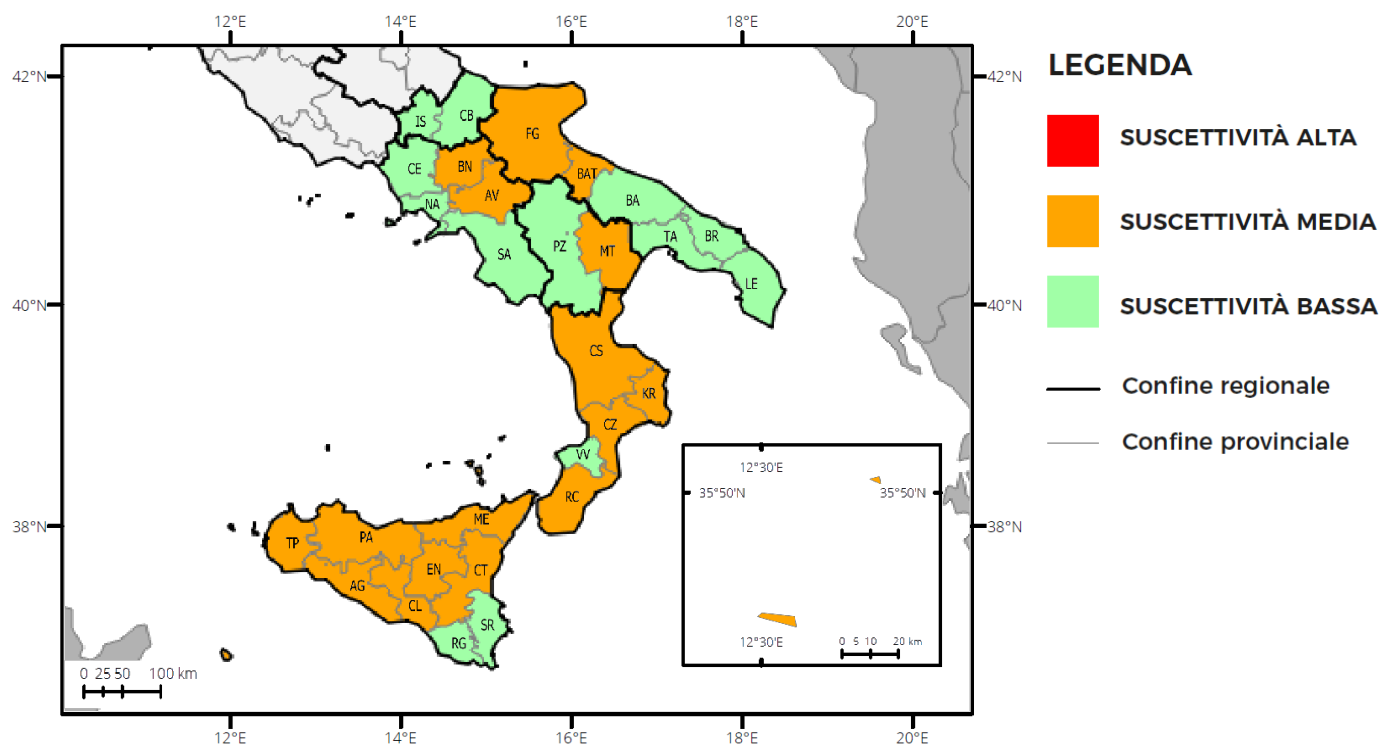 12°E 14°E 16°E 18°E 20°E
42°N 42°N
LEGENDA
SUSCETTIVITÀ ALTA
SUSCETTIVITÀ MEDIA
SUSCETTIVITÀ BASSA
Confine regionale
Confine provinciale
IS CB FG
CE BN BAT
NA AV BA
SA PZ MT TA BR
LE
40°N 40°N
CS
KR
CZ
VV
RC
38°N 38°N
ME
TP PA
AG EN CT
CL
SR
RG
12°30'E
35°50'N 35°50'N
12°30'E
0 5 10 20 km
0 25 50 100 km
12°E 14°E 16°E 18°E 20°E